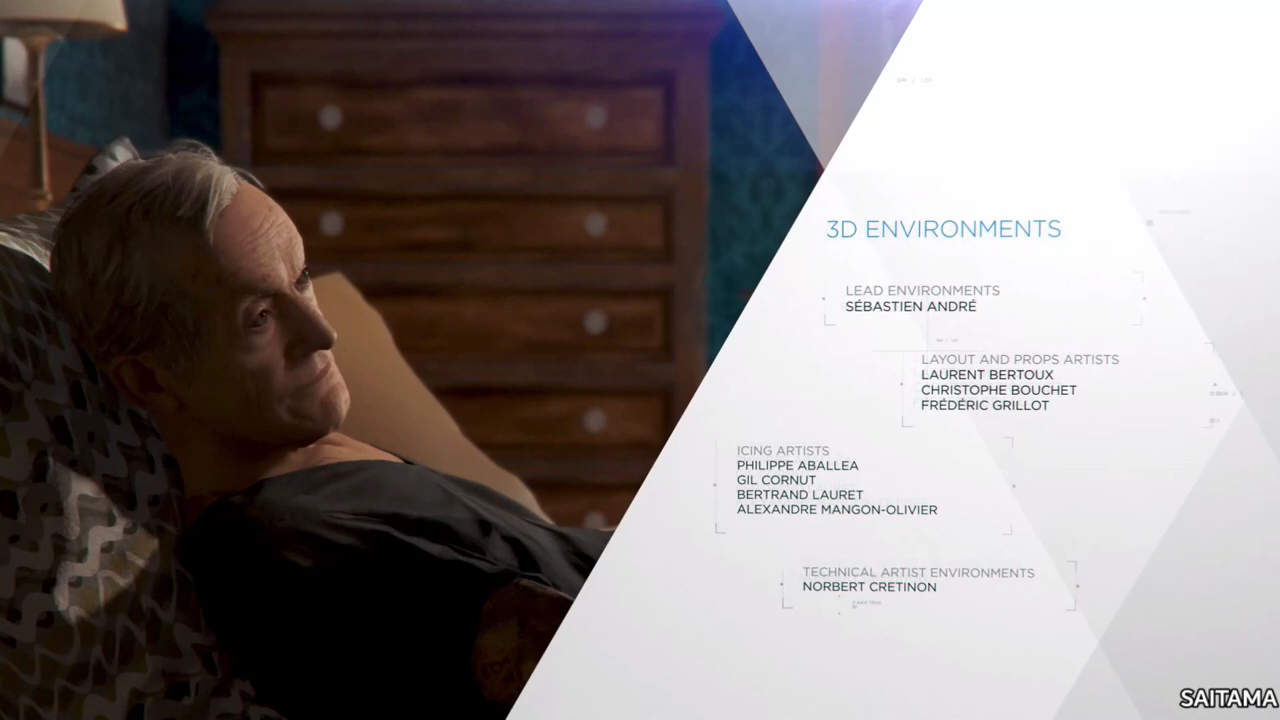 3D ENVIRONMENTS
LEAD ENVIRONMENTS
SÉBASTIEN ANDRÉ
LAYOUT AND PROPS ARTISTS
LAURENT BERTOUX
CHRISTOPHE BOUCHET
FRÉDÉRIC GRILLOT
ICING ARTISTS
PHILIPPE ABALLEA
GIL CORNUT
BERTRAND LAURET
ALEXANDRE MANGON-OLIVIER
TECHNICAL ARTIST ENVIRONMENTS
NORBERT CRETINON
SAITAMA